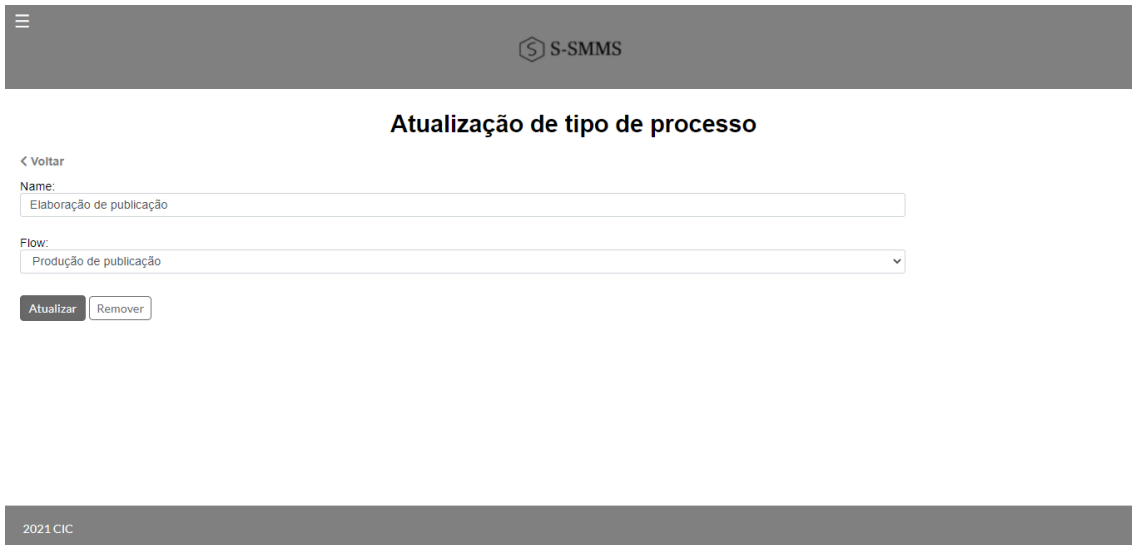 S-SMMS
Atualização de tipo de processo
Voltar
Name:
Elaboração de publicação
Flow:
Produção de publicação
Atualizar Remover
2021 CIC